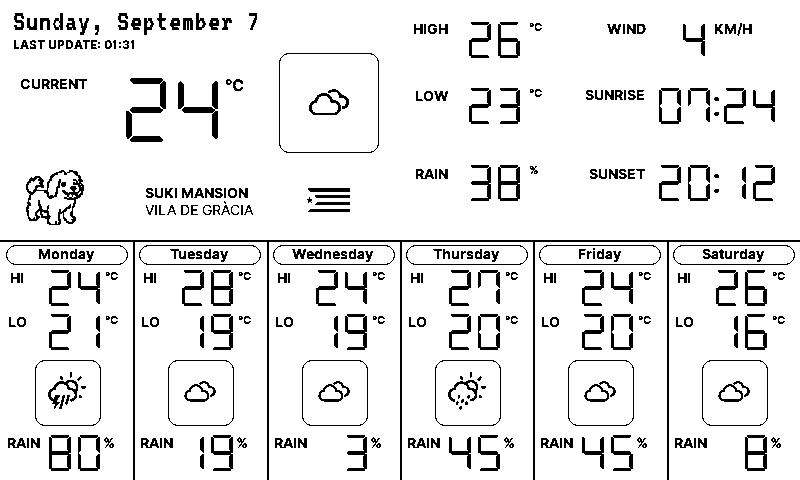 Sunday, September 7
LAST UPDATE: 01:31
CURRENT 24 °C
SUKI MANSION
VILA DE GRÀCIA
HIGH 26 °C
LOW 23 °C
RAIN 38 %
WIND 4 KM/H
SUNRISE 07:24
SUNSET 20:12
Monday
HI 24 °C
LO 21 °C
RAIN 80 %
Tuesday
HI 28 °C
LO 19 °C
RAIN 19 %
Wednesday
HI 24 °C
LO 19 °C
RAIN 3 %
Thursday
HI 27 °C
LO 20 °C
RAIN 45 %
Friday
HI 24 °C
LO 20 °C
RAIN 45 %
Saturday
HI 26 °C
LO 16 °C
RAIN 8 %